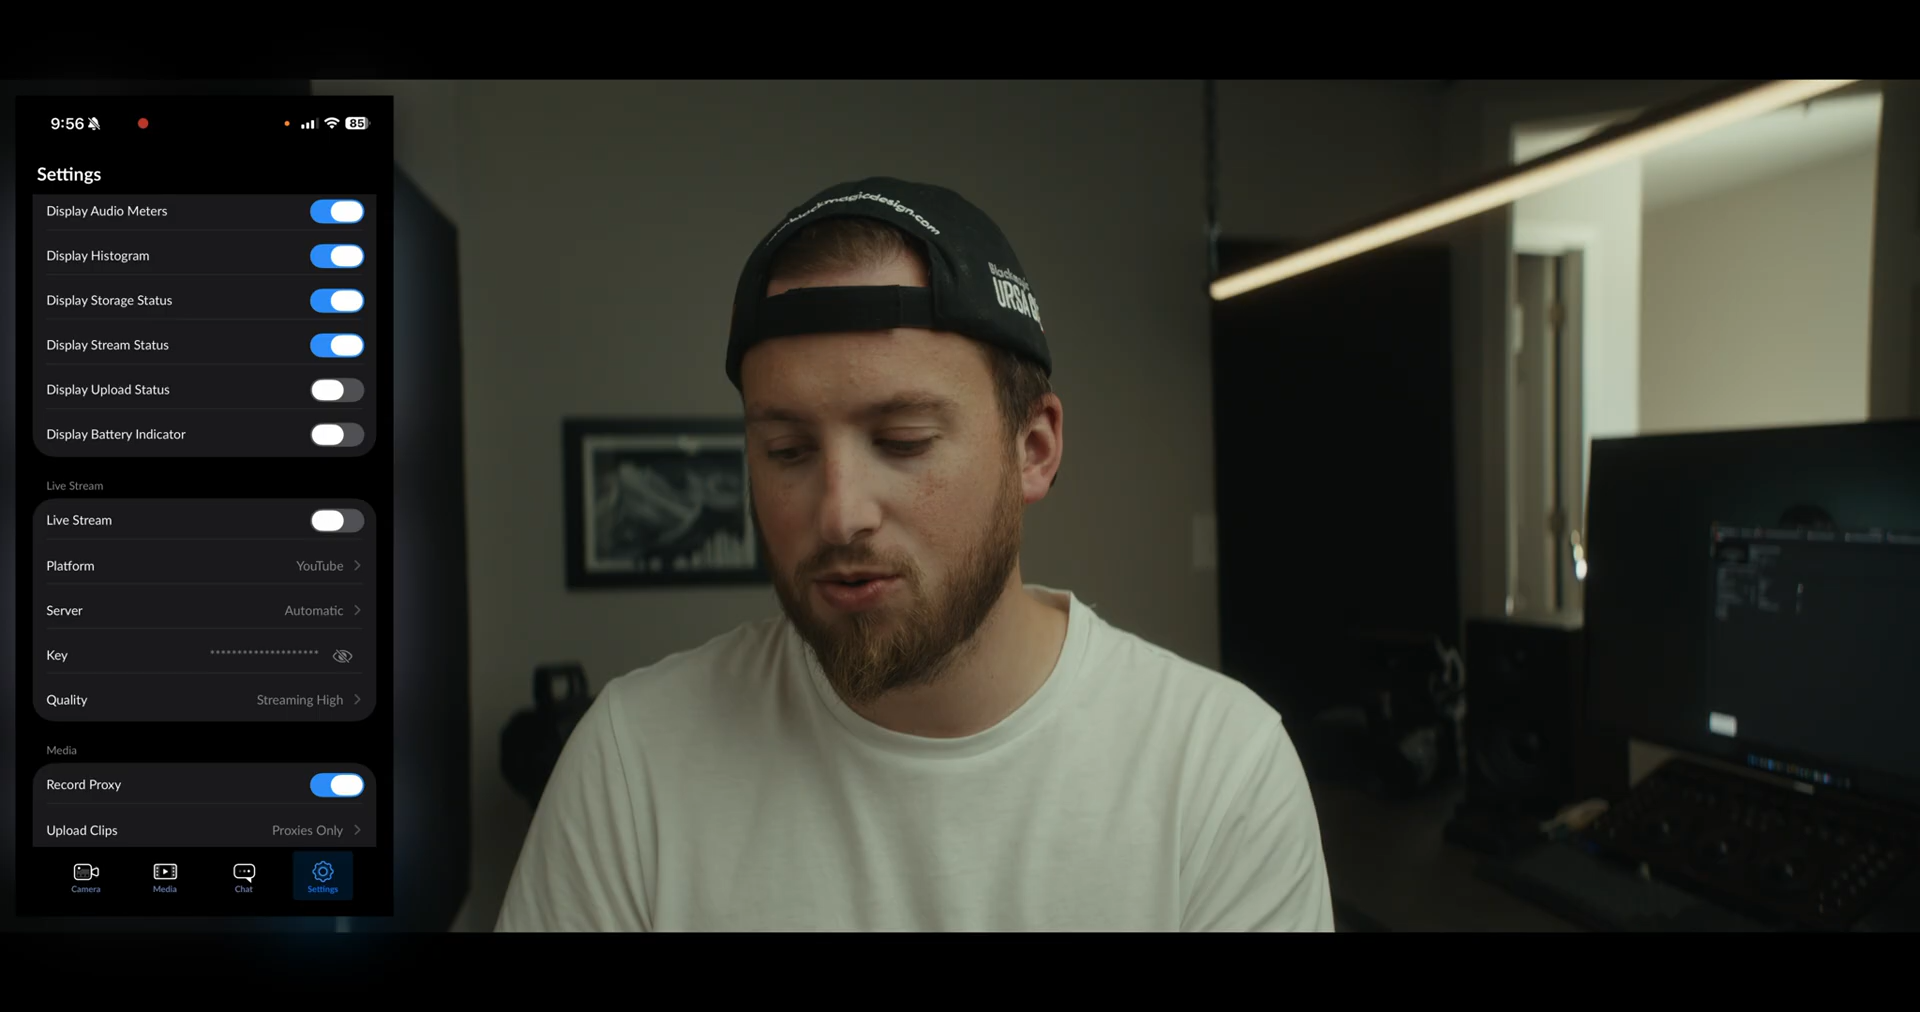 9:56
85
Settings
Display Audio Meters
Display Histogram
Display Storage Status
Display Stream Status
Display Upload Status
Display Battery Indicator
Live Stream
Live Stream
Platform YouTube
Server Automatic
Key ********************
Quality Streaming High
Media
Record Proxy
Upload Clips Proxies Only
Camera Media Chat Settings
blackmagicdesign.com
Blackmagic
URSA